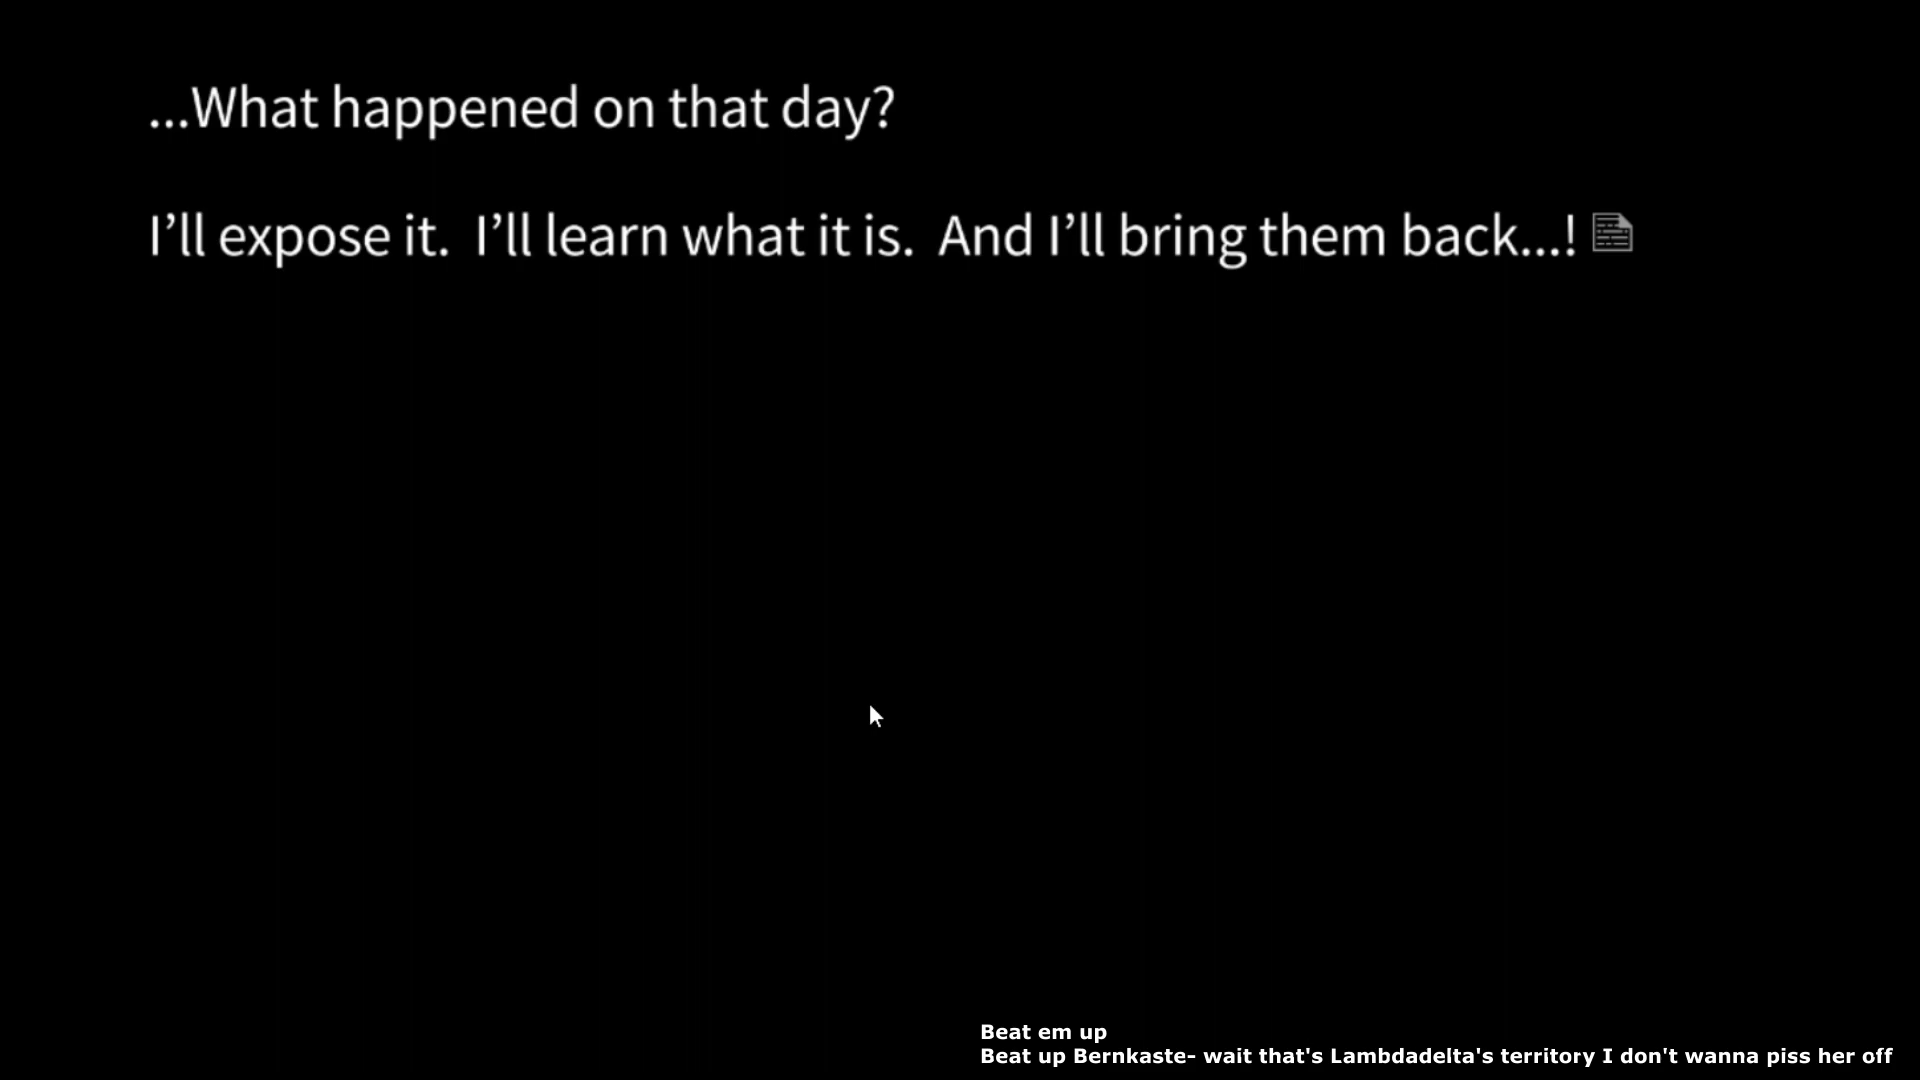 ...What happened on that day?
I’ll expose it.  I’ll learn what it is.  And I’ll bring them back...!
Beat em up
Beat up Bernkaste- wait that's Lambdadelta's territory I don't wanna piss her off